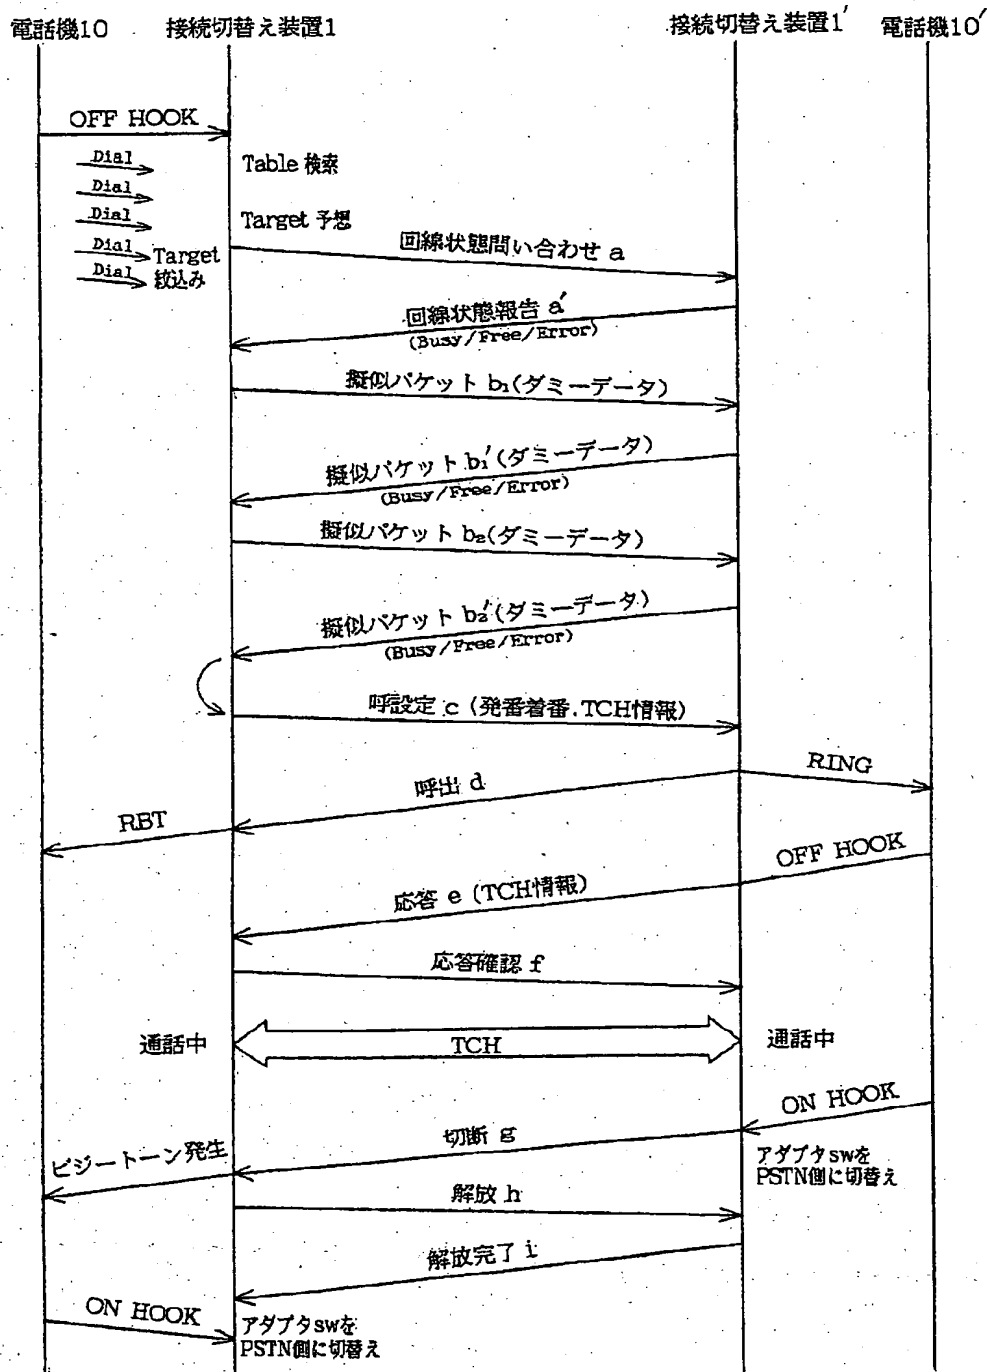 電話機10 接続切替え装置1 接続切替え装置1′ 電話機10′
OFF HOOK
Dial
Table 検索
Dial
Dial
Target 予想
Dial
Target
絞込み
Dial
回線状態問い合わせ a
回線状態報告 a′
(Busy/Free/Error)
擬似パケット b₁(ダミーデータ)
擬似パケット b₁′(ダミーデータ)
(Busy/Free/Error)
擬似パケット b₂(ダミーデータ)
擬似パケット b₂′(ダミーデータ)
(Busy/Free/Error)
呼設定 c (発番着番.TCH情報)
RING
呼出 d
RBT
OFF HOOK
応答 e (TCH情報)
応答確認 f
通話中 TCH 通話中
ON HOOK
切断 g
ビジートーン発生
アダプタswを
PSTN側に切替え
解放 h
解放完了 i
ON HOOK
アダプタswを
PSTN側に切替え